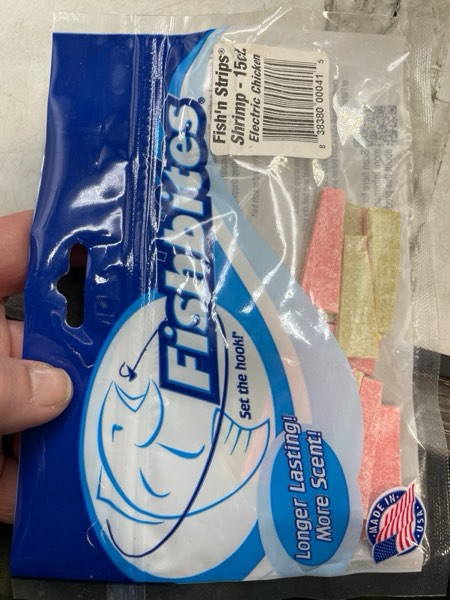 Fish'n Strips®
Shrimp - 15ct.
Electric Chicken
8 38380 00041 5
Fishbites®
Set the hook!®
Longer Lasting!
More Scent!
MADE IN
USA